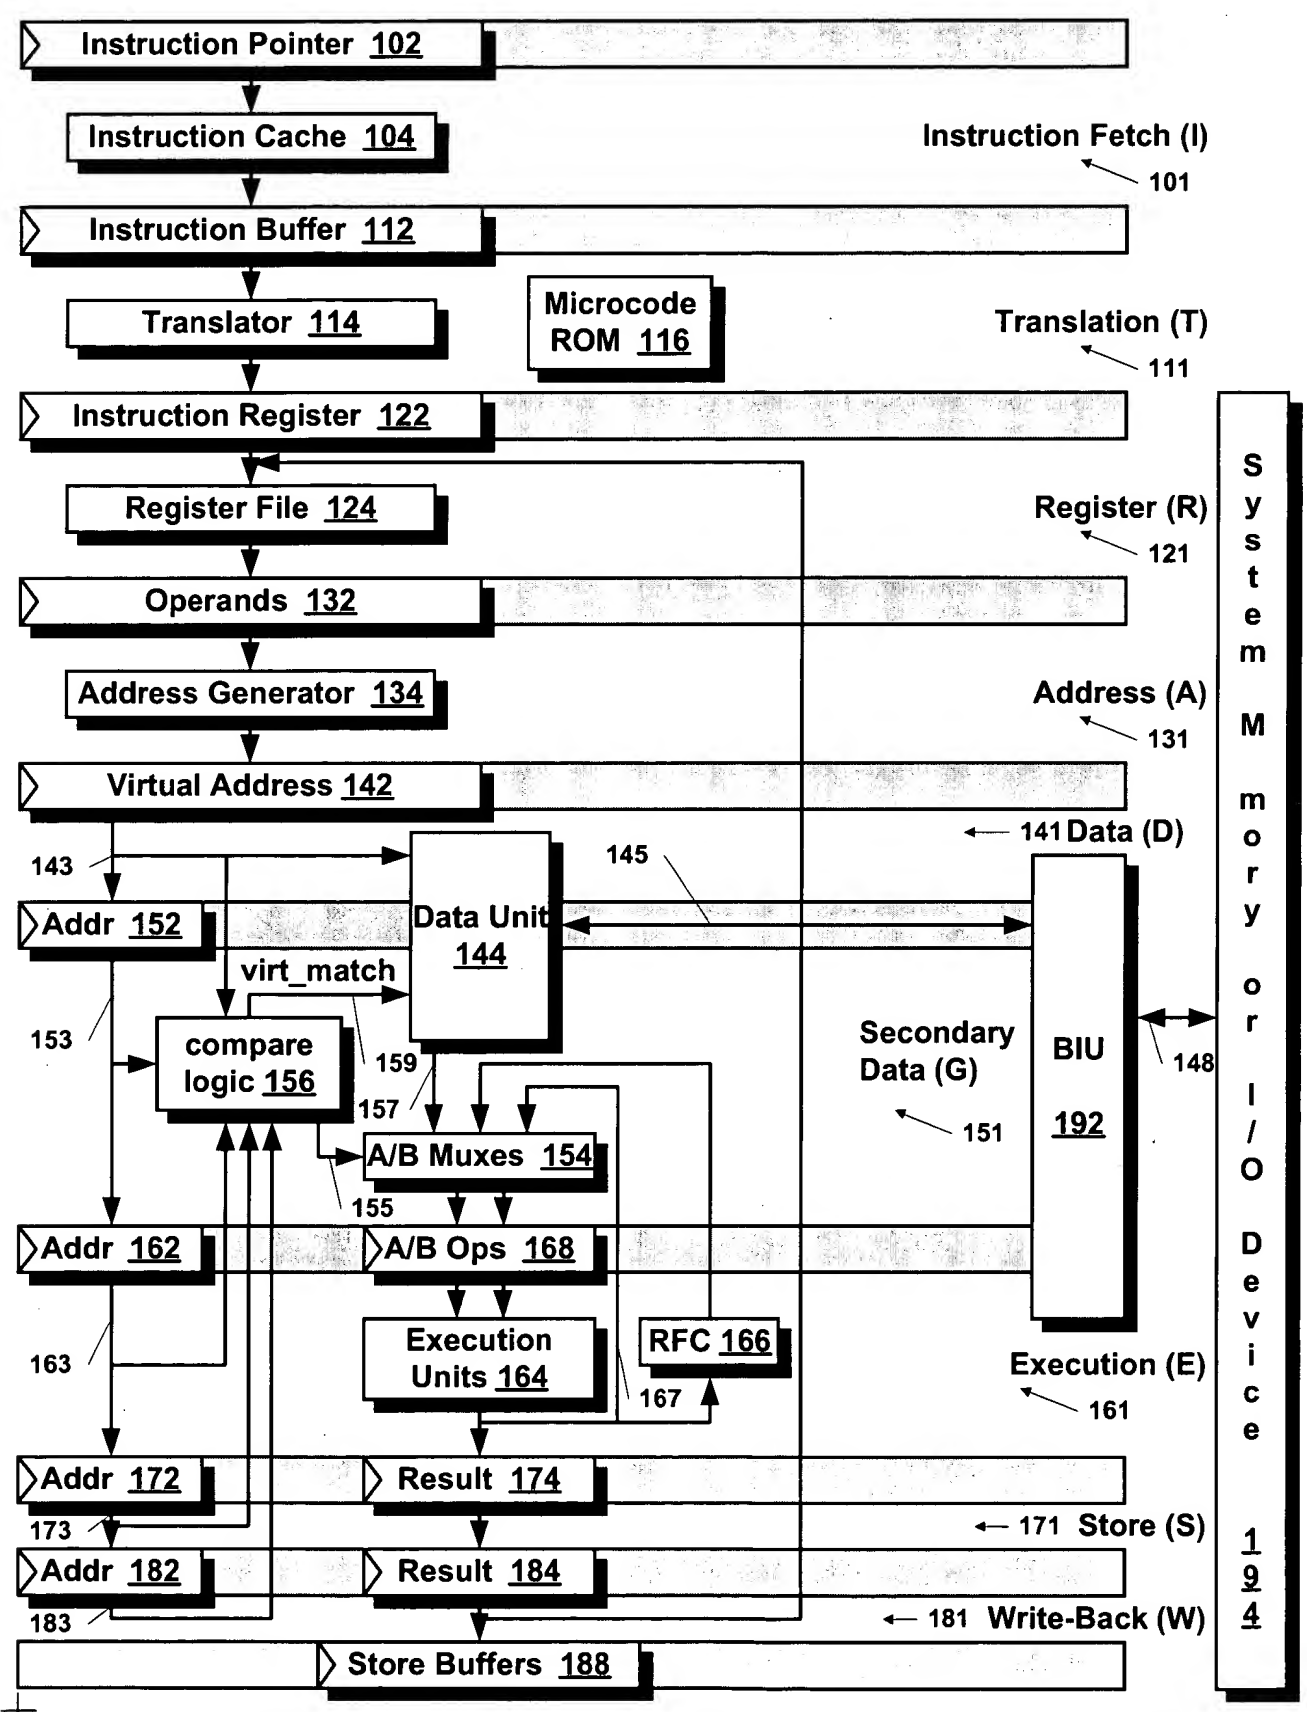 Instruction Pointer 102
Instruction Cache 104
Instruction Fetch (I)
101
Instruction Buffer 112
Microcode
ROM 116
Translator 114
Translation (T)
111
Instruction Register 122
Register File 124
Register (R)
121
Operands 132
Address Generator 134
Address (A)
131
Virtual Address 142
141 Data (D)
143
145
Addr 152
Data Unit
144
virt_match
153
compare
logic 156
159
157
Secondary
Data (G)
151
BIU
192
148
A/B Muxes 154
155
Addr 162
A/B Ops 168
163
Execution
Units 164
RFC 166
167
Execution (E)
161
Addr 172
Result 174
173
171 Store (S)
Addr 182
Result 184
183
181 Write-Back (W)
Store Buffers 188
System M mory or I/O Device 194